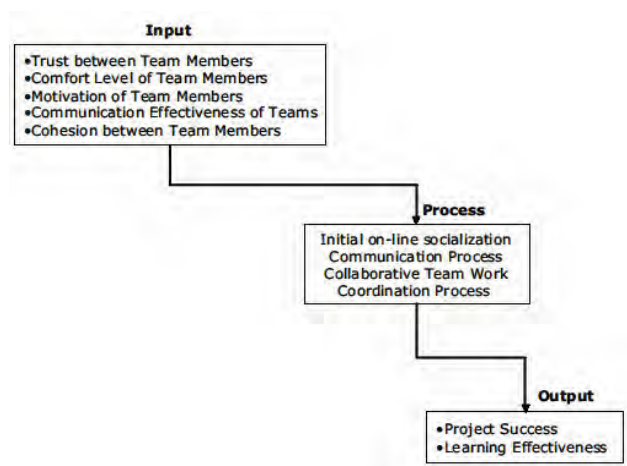 Input
•Trust between Team Members
•Comfort Level of Team Members
•Motivation of Team Members
•Communication Effectiveness of Teams
•Cohesion between Team Members
Process
Initial on-line socialization
Communication Process
Collaborative Team Work
Coordination Process
Output
•Project Success
•Learning Effectiveness